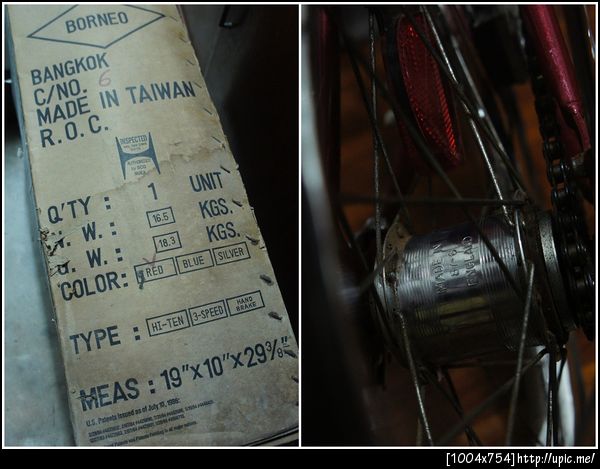 BORNEO
BANGKOK
C/NO. 6
MADE IN TAIWAN
R.O.C.
INSPECTED
Q'TY : 1 UNIT
N. W. : 16.5 KGS.
G. W. : 18.3 KGS.
COLOR: RED BLUE SILVER
TYPE : HI-TEN 3-SPEED HAND BRAKE
MEAS : 19"x10"x29⅜"
MADE IN
ENGLAND
[1004x754]http://upic.me/